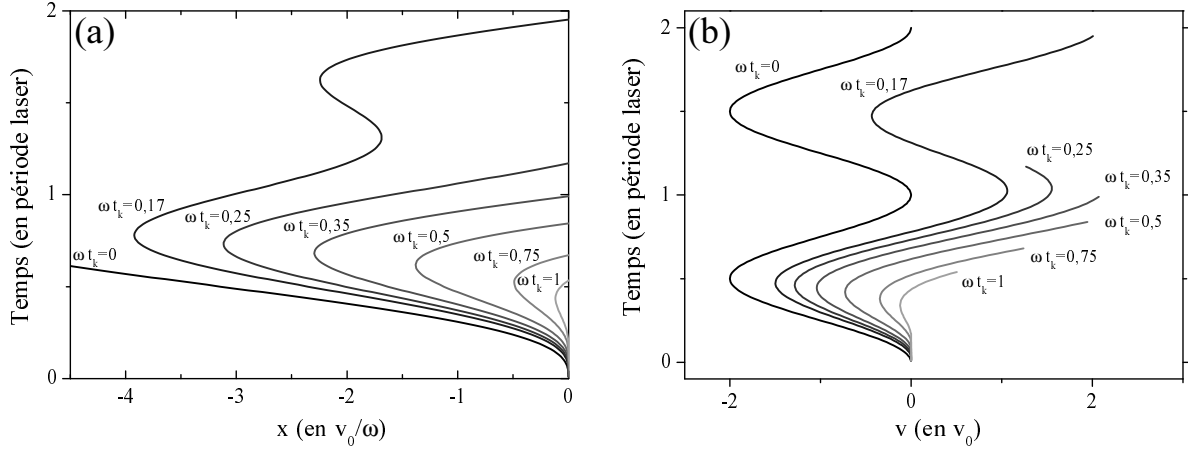 (a)
Temps (en période laser)
2
1
0
ω t_k=0,17
ω t_k=0,25
ω t_k=0,35
ω t_k=0,5
ω t_k=0,75
ω t_k=1
ω t_k=0
-4 -3 -2 -1 0
x (en v_0/ω)
(b)
Temps (en période laser)
2
1
0
ω t_k=0
ω t_k=0,17
ω t_k=0,25
ω t_k=0,35
ω t_k=0,5
ω t_k=0,75
ω t_k=1
-2 0 2
v (en v_0)